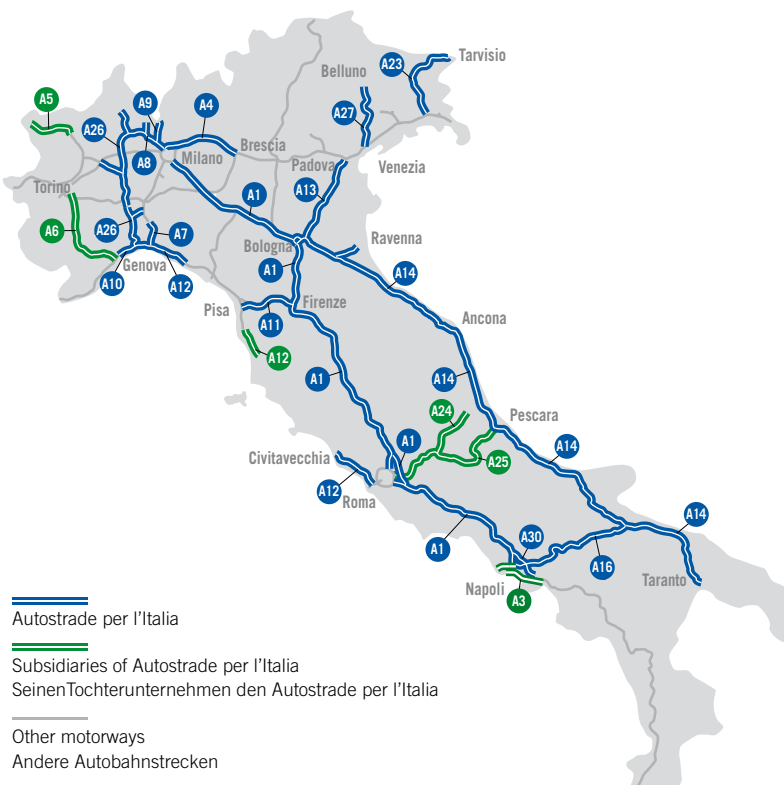 Tarvisio
A23
Belluno
A5
A9
A4
A27
A26
Brescia
A8
Milano
Padova
Venezia
Torino
A1
A13
A6
A26
A7
Ravenna
Bologna
Genova
A1
A14
A10
A12
Pisa
Firenze
A11
Ancona
A12
A1
A14
A24
Pescara
A1
A14
Civitavecchia
A25
A12
Roma
A14
A30
A1
A16
Taranto
Napoli
A3
Autostrade per l’Italia
Subsidiaries of Autostrade per l’Italia
SeinenTochterunternehmen den Autostrade per l’Italia
Other motorways
Andere Autobahnstrecken